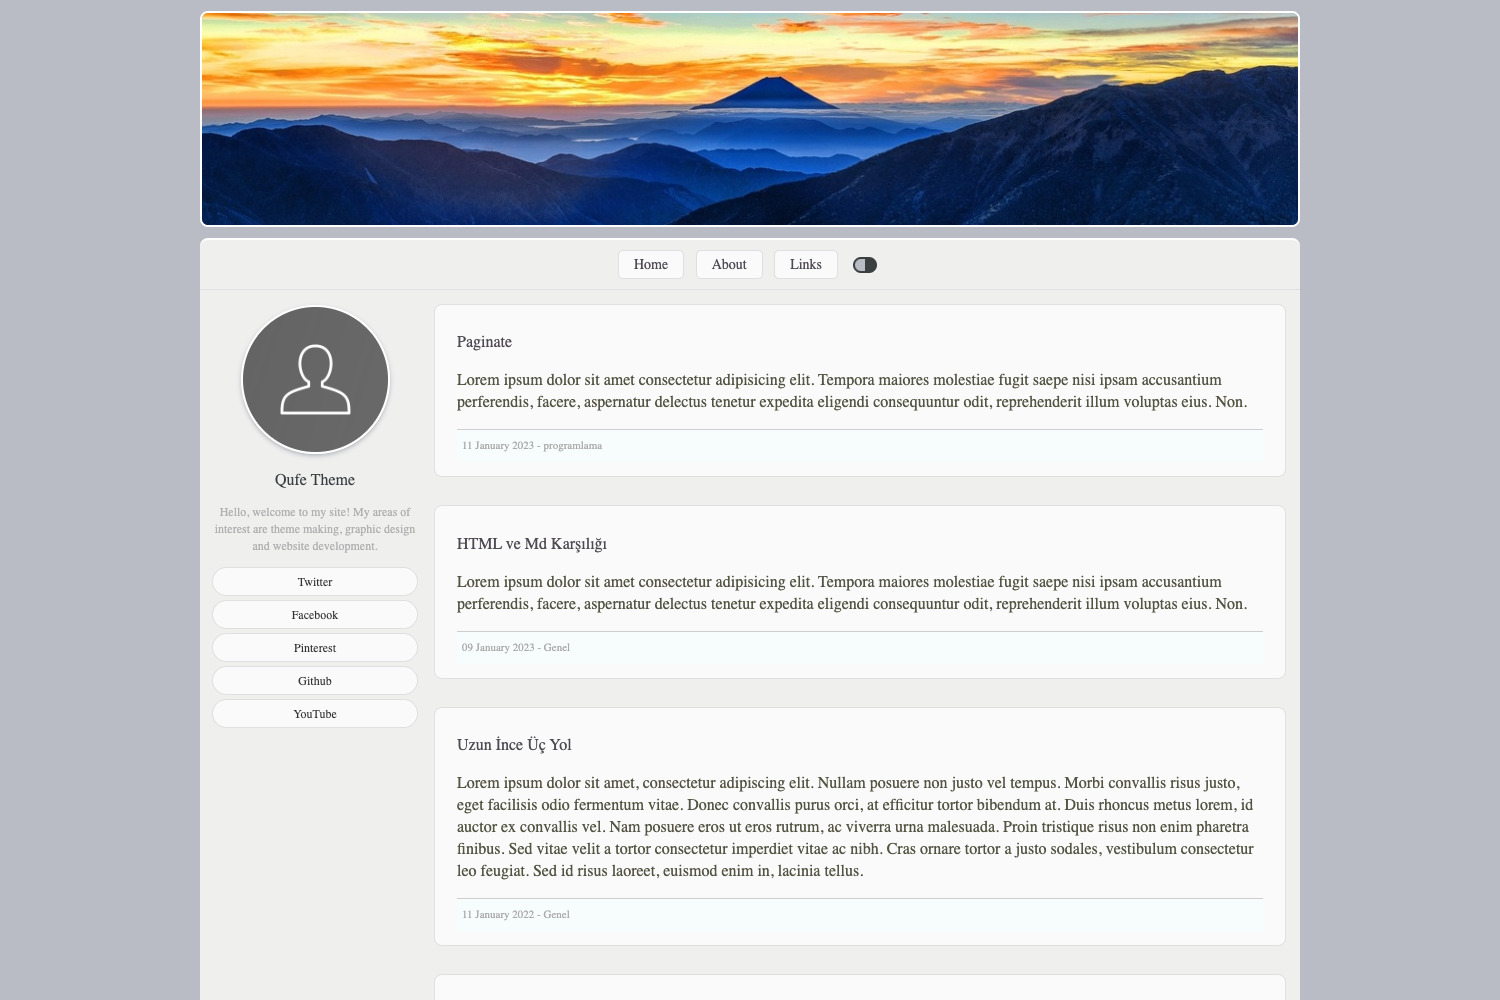 Home
About
Links
Qufe Theme
Hello, welcome to my site! My areas of
interest are theme making, graphic design
and website development.
Twitter
Facebook
Pinterest
Github
YouTube
Paginate
Lorem ipsum dolor sit amet consectetur adipisicing elit. Tempora maiores molestiae fugit saepe nisi ipsam accusantium
perferendis, facere, aspernatur delectus tenetur expedita eligendi consequuntur odit, reprehenderit illum voluptas eius. Non.
11 January 2023 - programlama
HTML ve Md Karşılığı
Lorem ipsum dolor sit amet consectetur adipisicing elit. Tempora maiores molestiae fugit saepe nisi ipsam accusantium
perferendis, facere, aspernatur delectus tenetur expedita eligendi consequuntur odit, reprehenderit illum voluptas eius. Non.
09 January 2023 - Genel
Uzun İnce Üç Yol
Lorem ipsum dolor sit amet, consectetur adipiscing elit. Nullam posuere non justo vel tempus. Morbi convallis risus justo,
eget facilisis odio fermentum vitae. Donec convallis purus orci, at efficitur tortor bibendum at. Duis rhoncus metus lorem, id
auctor ex convallis vel. Nam posuere eros ut eros rutrum, ac viverra urna malesuada. Proin tristique risus non enim pharetra
finibus. Sed vitae velit a tortor consectetur imperdiet vitae ac nibh. Cras ornare tortor a justo sodales, vestibulum consectetur
leo feugiat. Sed id risus laoreet, euismod enim in, lacinia tellus.
11 January 2022 - Genel